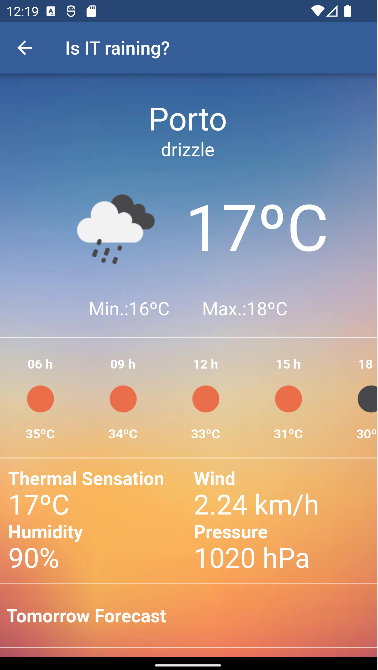 12:19
Is IT raining?
Porto
drizzle
17ºC
Min.:16ºC Max.:18ºC
06 h 09 h 12 h 15 h 18
35ºC 34ºC 33ºC 31ºC 30º
Thermal Sensation Wind
17ºC 2.24 km/h
Humidity Pressure
90% 1020 hPa
Tomorrow Forecast